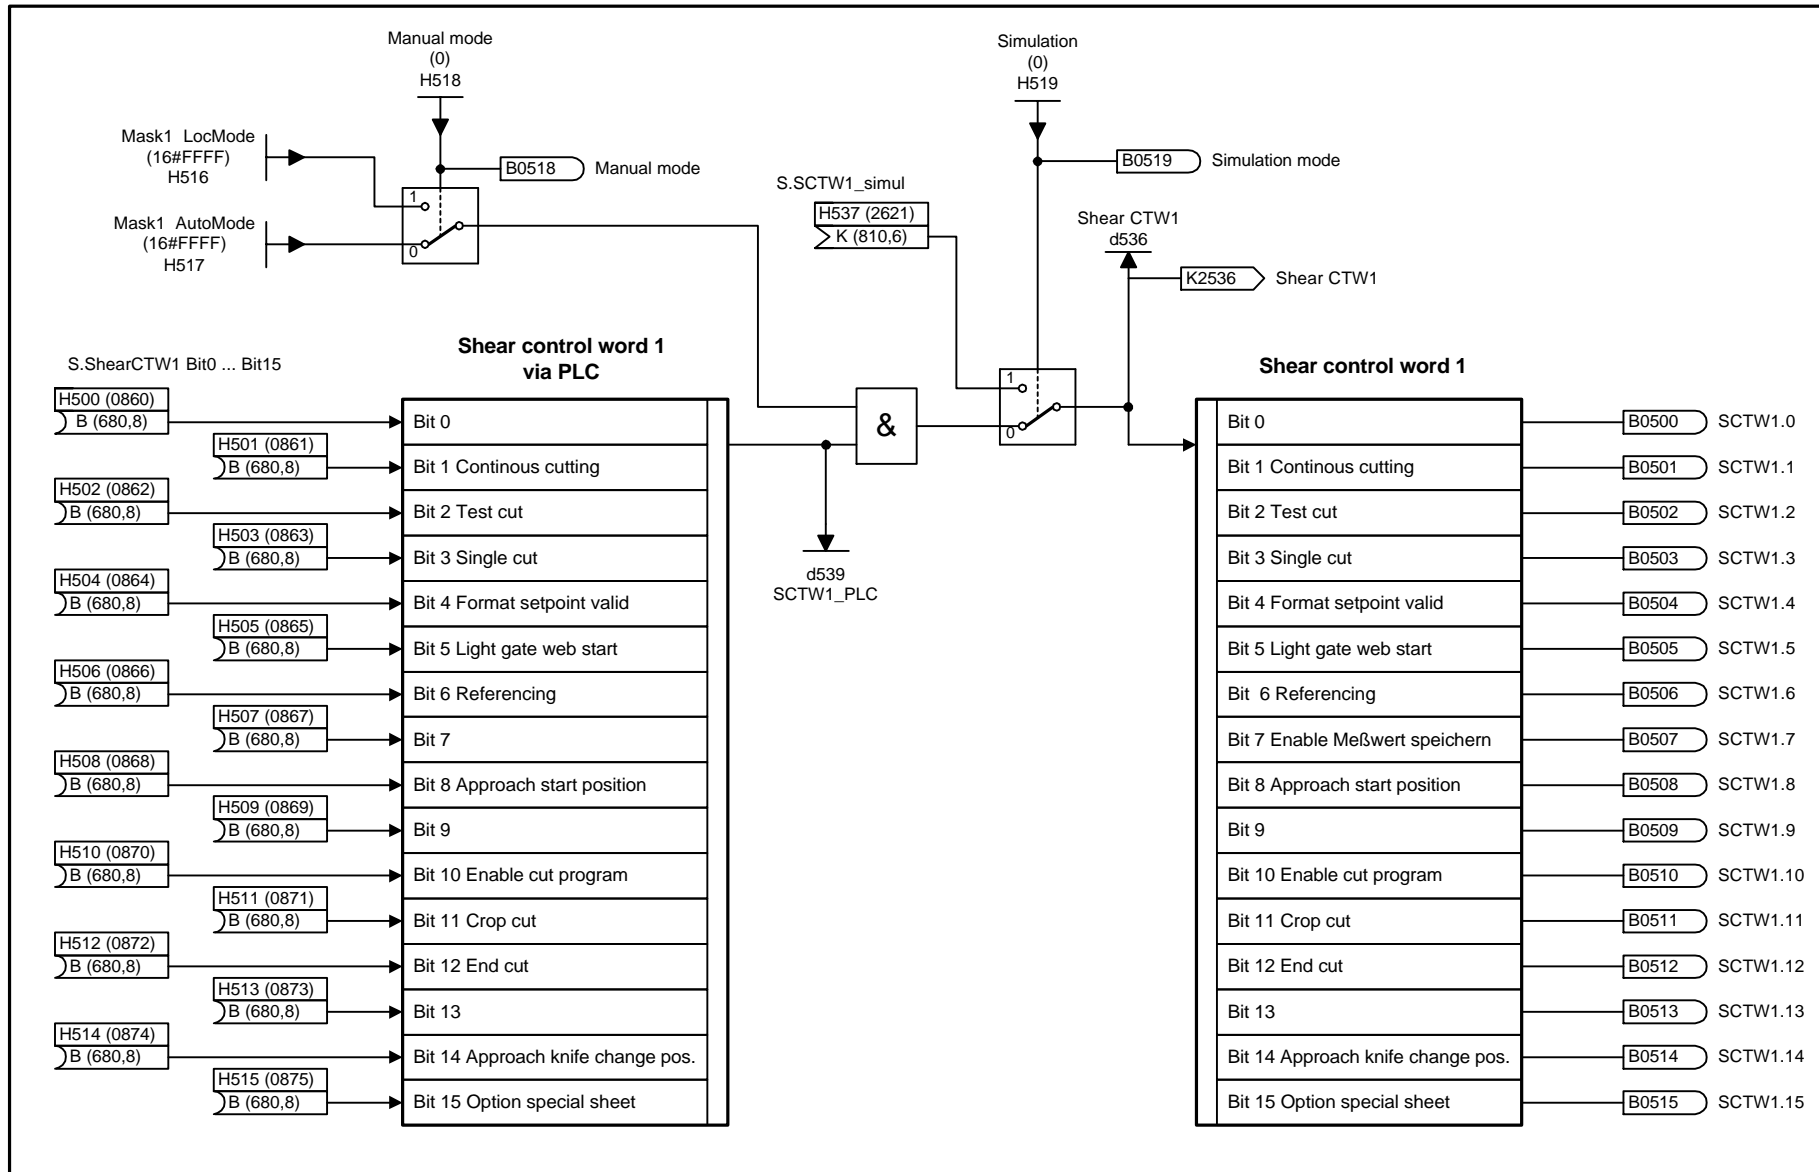 Manual mode
(0)
H518
Simulation
(0)
H519
Mask1 LocMode
(16#FFFF)
H516
B0518 Manual mode
B0519 Simulation mode
1
0
Mask1 AutoMode
(16#FFFF)
H517
S.SCTW1_simul
H537 (2621)
K (810,6)
Shear CTW1
d536
K2536 Shear CTW1
S.ShearCTW1 Bit0 ... Bit15
Shear control word 1
via PLC
1
0
&
d539
SCTW1_PLC
Shear control word 1
H500 (0860)
B (680,8)
Bit 0
H501 (0861)
B (680,8)
Bit 1 Continous cutting
H502 (0862)
B (680,8)
Bit 2 Test cut
H503 (0863)
B (680,8)
Bit 3 Single cut
H504 (0864)
B (680,8)
Bit 4 Format setpoint valid
H505 (0865)
B (680,8)
Bit 5 Light gate web start
H506 (0866)
B (680,8)
Bit 6 Referencing
H507 (0867)
B (680,8)
Bit 7
H508 (0868)
B (680,8)
Bit 8 Approach start position
H509 (0869)
B (680,8)
Bit 9
H510 (0870)
B (680,8)
Bit 10 Enable cut program
H511 (0871)
B (680,8)
Bit 11 Crop cut
H512 (0872)
B (680,8)
Bit 12 End cut
H513 (0873)
B (680,8)
Bit 13
H514 (0874)
B (680,8)
Bit 14 Approach knife change pos.
H515 (0875)
B (680,8)
Bit 15 Option special sheet
Bit 0 B0500 SCTW1.0
Bit 1 Continous cutting B0501 SCTW1.1
Bit 2 Test cut B0502 SCTW1.2
Bit 3 Single cut B0503 SCTW1.3
Bit 4 Format setpoint valid B0504 SCTW1.4
Bit 5 Light gate web start B0505 SCTW1.5
Bit 6 Referencing B0506 SCTW1.6
Bit 7 Enable Meßwert speichern B0507 SCTW1.7
Bit 8 Approach start position B0508 SCTW1.8
Bit 9 B0509 SCTW1.9
Bit 10 Enable cut program B0510 SCTW1.10
Bit 11 Crop cut B0511 SCTW1.11
Bit 12 End cut B0512 SCTW1.12
Bit 13 B0513 SCTW1.13
Bit 14 Approach knife change pos. B0514 SCTW1.14
Bit 15 Option special sheet B0515 SCTW1.15